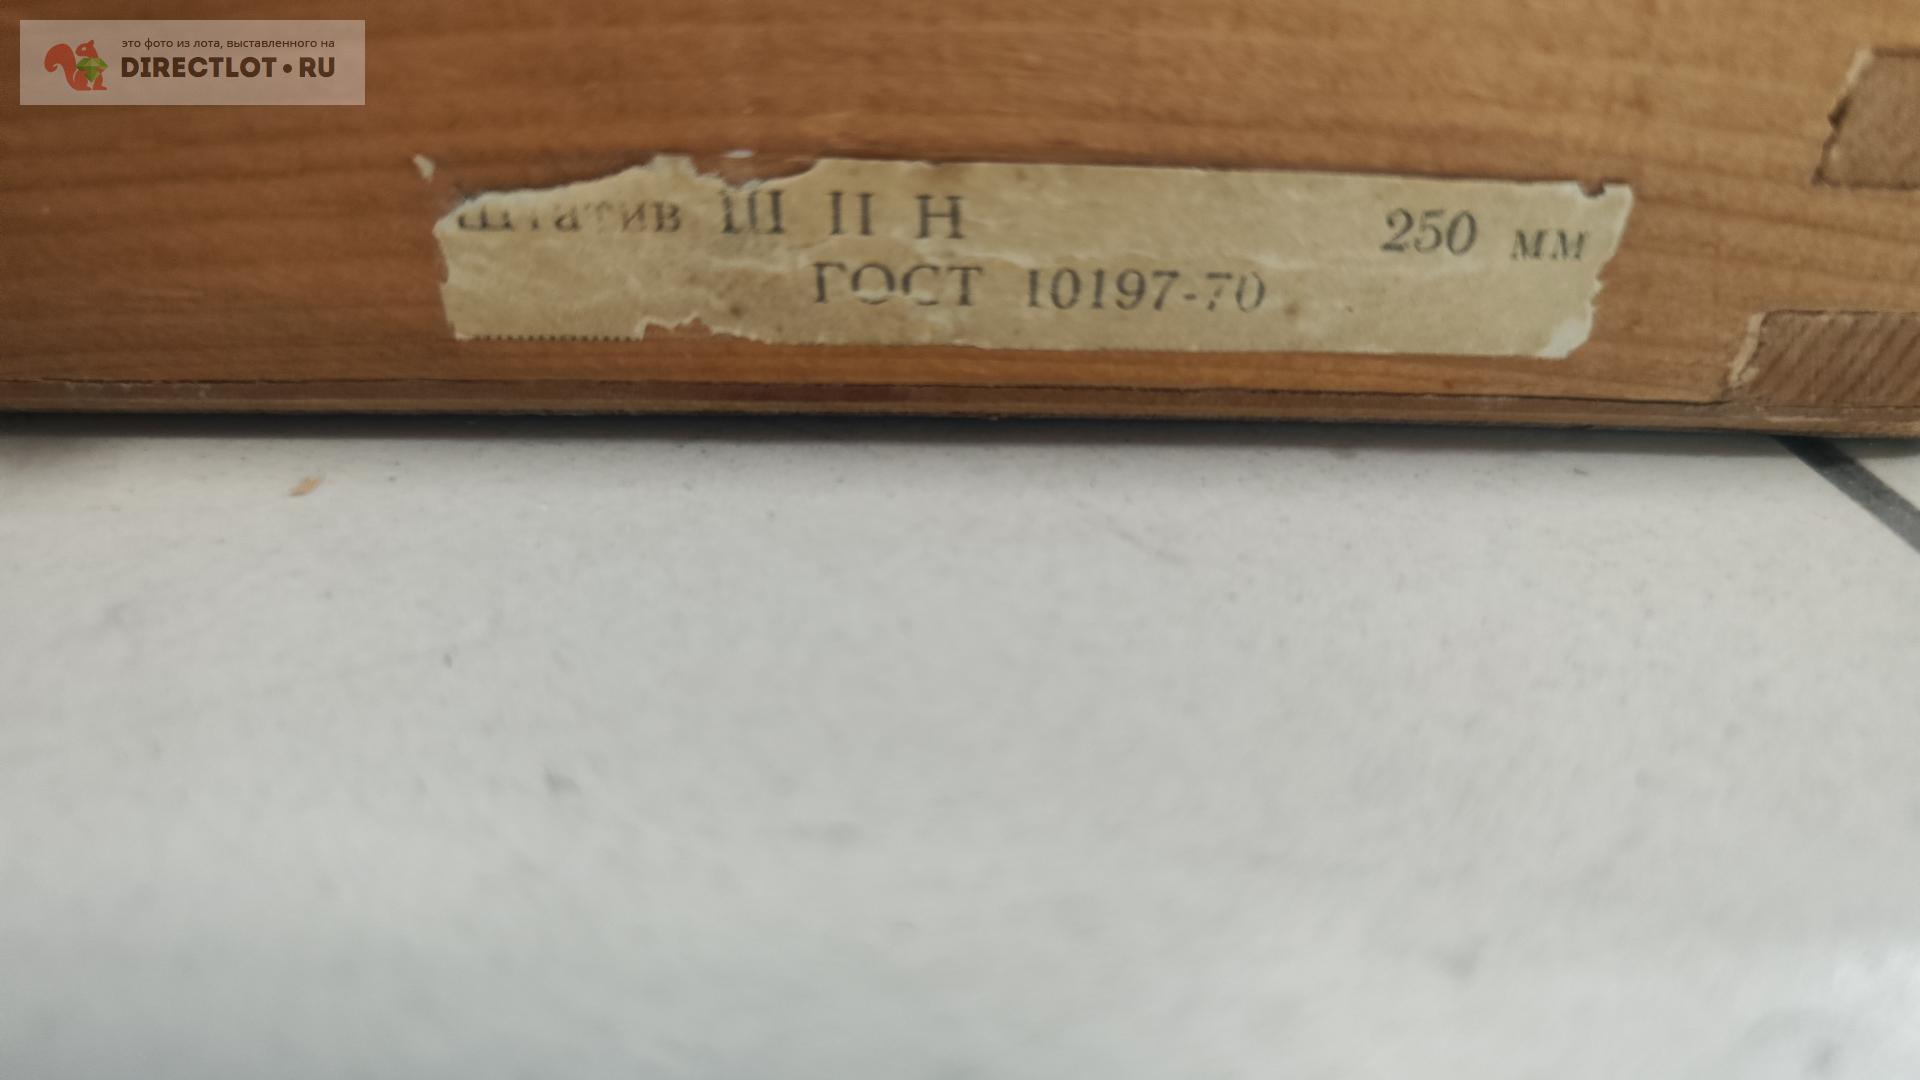 это фото из лота, выставленного на
DIRECTLOT•RU
Штатив Ш II Н 250 мм
ГОСТ 10197-70